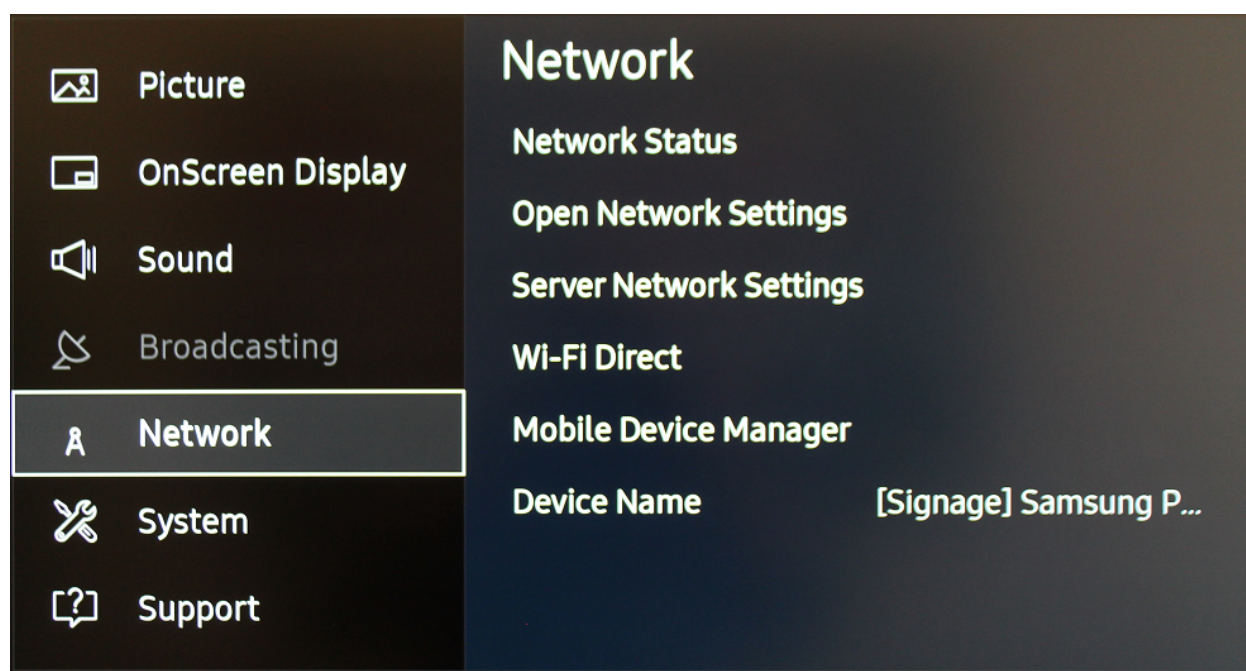 Picture
OnScreen Display
Sound
Broadcasting
Network
System
Support
Network
Network Status
Open Network Settings
Server Network Settings
Wi-Fi Direct
Mobile Device Manager
Device Name [Signage] Samsung P...